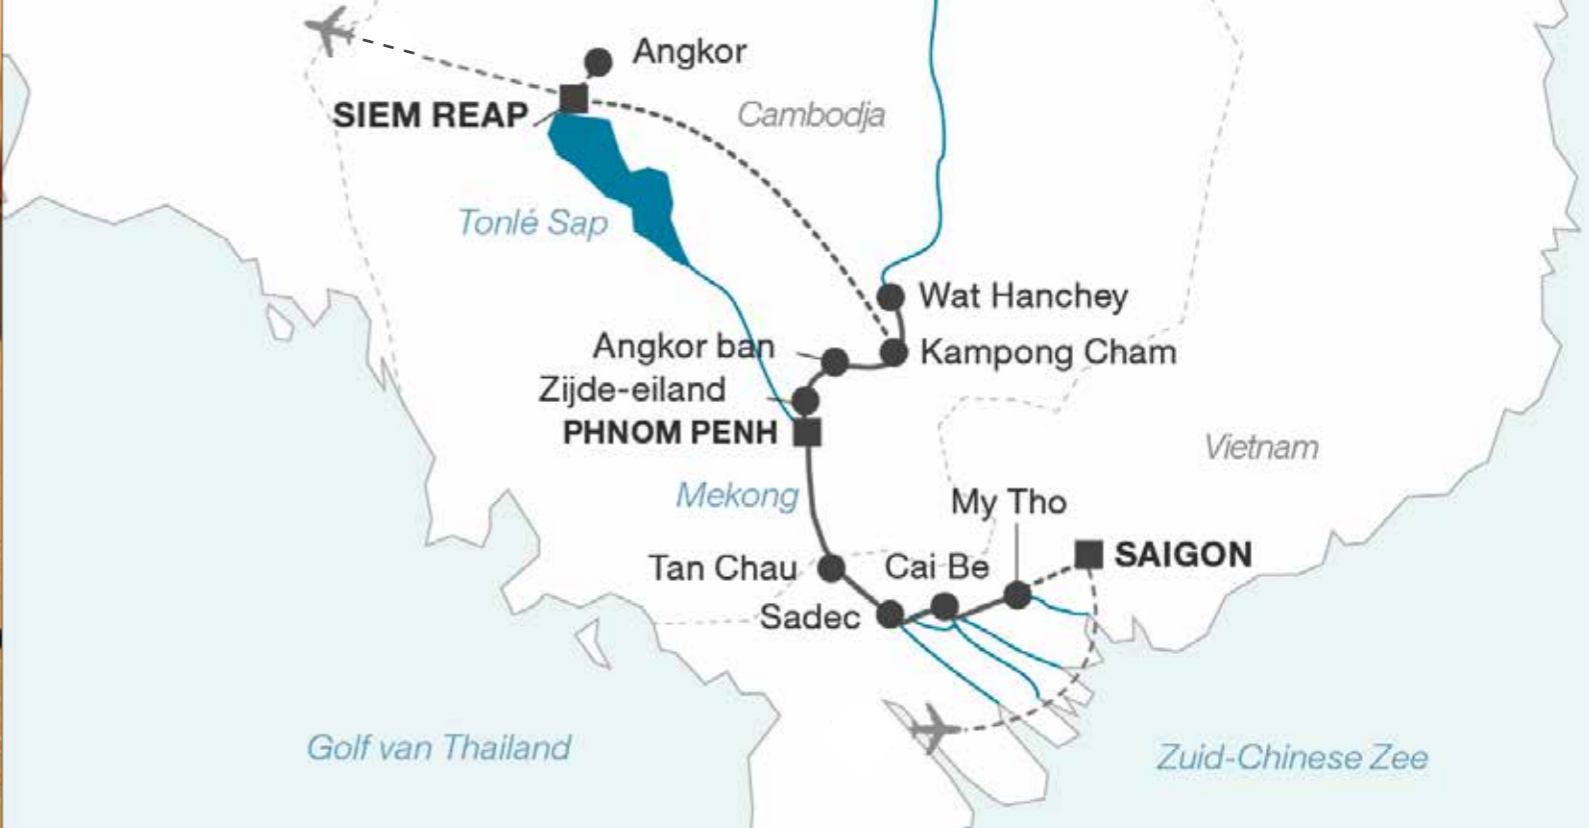 Angkor
SIEM REAP
Cambodja
Tonlé Sap
Wat Hanchey
Angkor ban
Kampong Cham
Zijde-eiland
PHNOM PENH
Vietnam
Mekong
My Tho
SAIGON
Tan Chau
Cai Be
Sadec
Golf van Thailand
Zuid-Chinese Zee